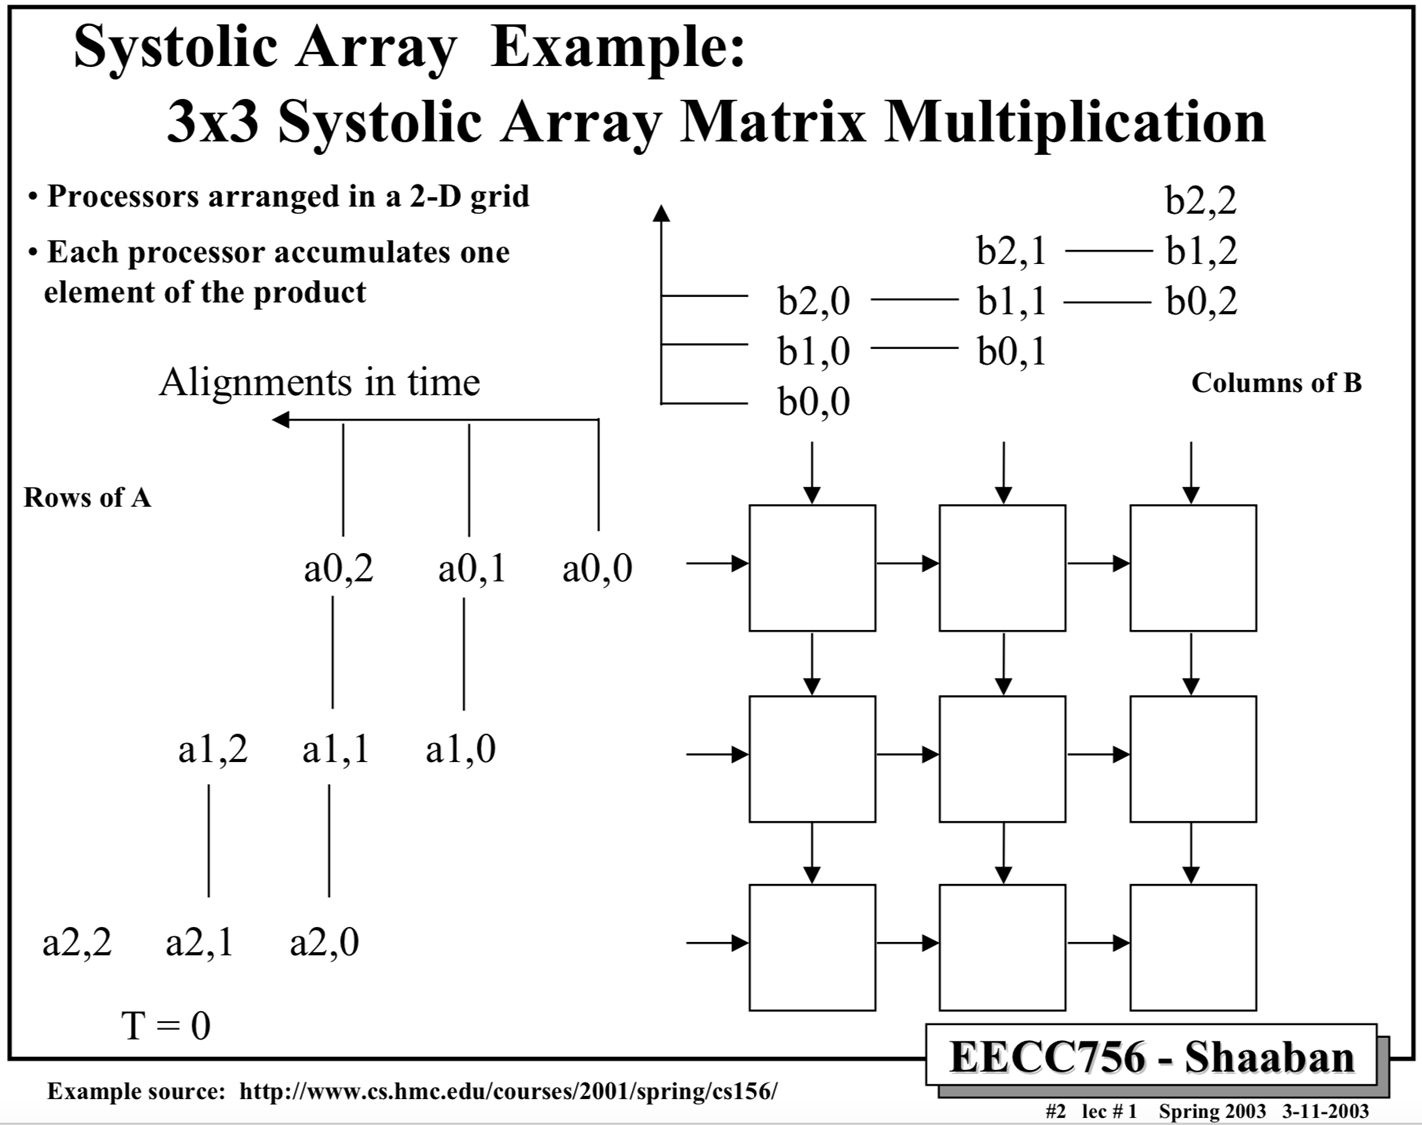 Systolic Array Example:
3x3 Systolic Array Matrix Multiplication
• Processors arranged in a 2-D grid
• Each processor accumulates one
element of the product
b2,2
b2,1 b1,2
b2,0 b1,1 b0,2
b1,0 b0,1
b0,0
Columns of B
Alignments in time
Rows of A
a0,2 a0,1 a0,0
a1,2 a1,1 a1,0
a2,2 a2,1 a2,0
T = 0
EECC756 - Shaaban
Example source: http://www.cs.hmc.edu/courses/2001/spring/cs156/
#2 lec # 1 Spring 2003 3-11-2003